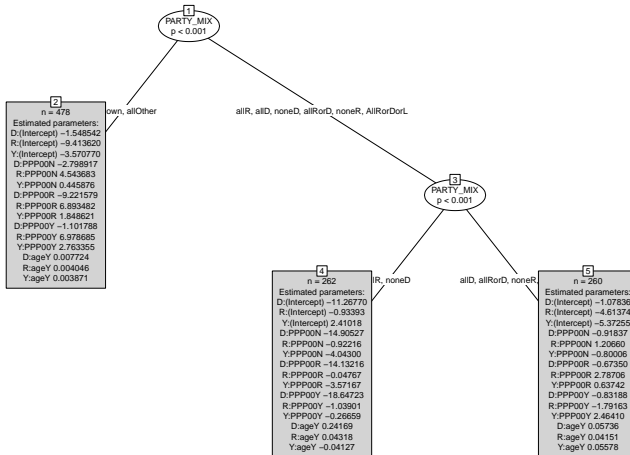 1
PARTY_MIX
p < 0.001
own, allOther
allR, allD, noneD, allRorD, noneR, AllRorDorL
2
n = 478
Estimated parameters:
D:(Intercept) −1.548542
R:(Intercept) −9.413620
Y:(Intercept) −3.570770
D:PPP00N −2.798917
R:PPP00N 4.543683
Y:PPP00N 0.445876
D:PPP00R −9.221579
R:PPP00R 6.893482
Y:PPP00R 1.848621
D:PPP00Y −1.101788
R:PPP00Y 6.978685
Y:PPP00Y 2.763355
D:ageY 0.007724
R:ageY 0.004046
Y:ageY 0.003871
3
PARTY_MIX
p < 0.001
lR, noneD
allD, allRorD, noneR,
4
n = 262
Estimated parameters:
D:(Intercept) −11.26770
R:(Intercept) −0.93393
Y:(Intercept) 2.41018
D:PPP00N −14.90527
R:PPP00N −0.92216
Y:PPP00N −4.04300
D:PPP00R −14.13216
R:PPP00R −0.04767
Y:PPP00R −3.57167
D:PPP00Y −18.64723
R:PPP00Y −1.03901
Y:PPP00Y −0.26659
D:ageY 0.24169
R:ageY 0.04318
Y:ageY −0.04127
5
n = 260
Estimated parameters:
D:(Intercept) −1.07836
R:(Intercept) −4.61374
Y:(Intercept) −5.37255
D:PPP00N −0.91837
R:PPP00N 1.20660
Y:PPP00N −0.80006
D:PPP00R −0.67350
R:PPP00R 2.78706
Y:PPP00R 0.63742
D:PPP00Y −0.83188
R:PPP00Y −1.79163
Y:PPP00Y 2.46410
D:ageY 0.05736
R:ageY 0.04151
Y:ageY 0.05578